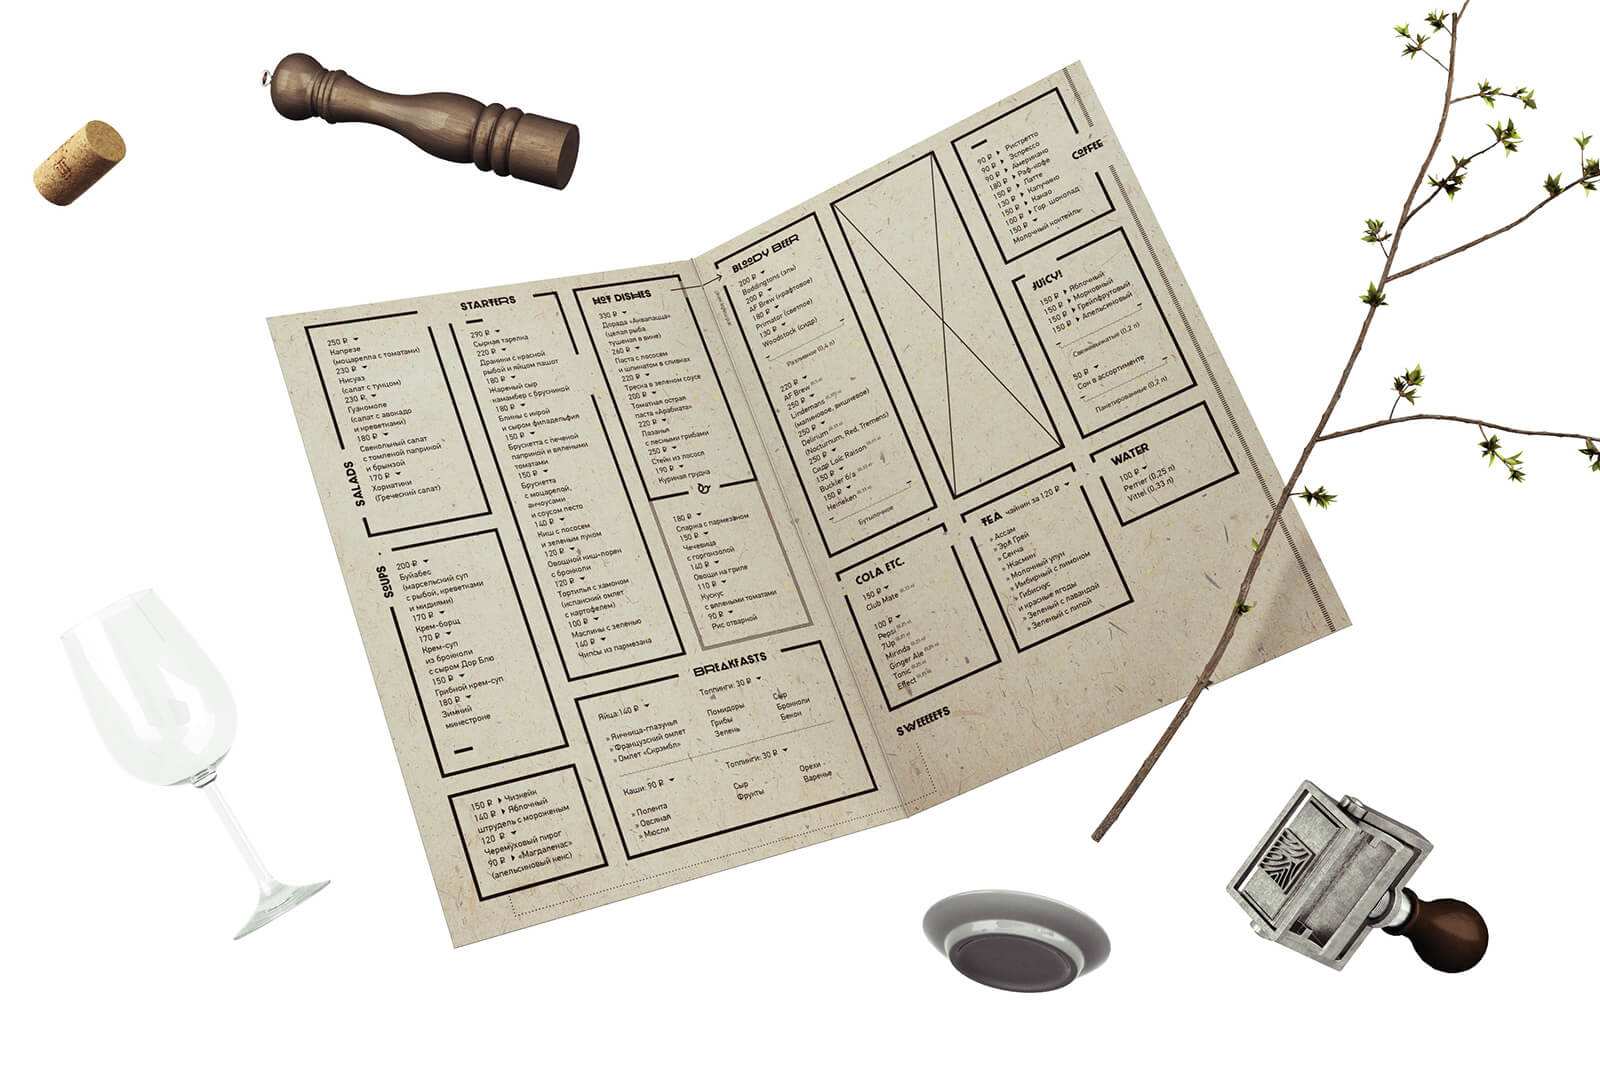 SALADS
250 ₽
Капрезе
(моцарелла с томатами)
230 ₽
Нисуаз
(салат с тунцом)
230 ₽
Гуакомоле
(салат с авокадо
и креветками)
180 ₽
Свекольный салат
с томленой паприкой
и брынзой
170 ₽
Хориатики
(Греческий салат)
SOUPS
200 ₽
Буйабес
(марсельский суп
с рыбой, креветками
и мидиями)
170 ₽
Крем-борщ
170 ₽
Крем-суп
из брокколи
с сыром Дор Блю
150 ₽
Грибной крем-суп
180 ₽
Зимний
минестроне
150 ₽ Чизкейк
140 ₽ Яблочный
штрудель с мороженым
120 ₽
Черемуховый пирог
90 ₽ «Магдаленас»
(апельсиновый кекс)
STARTERS
290 ₽
Сырная тарелка
220 ₽
Драники с красной
рыбой и яйцом пашот
180 ₽
Жареный сыр
камамбер с брусникой
180 ₽
Блины с икрой
и сыром филадельфия
150 ₽
Брускетта с печеной
паприкой и вялеными
томатами
150 ₽
Брускетта
с моцарелой,
анчоусами
и соусом песто
140 ₽
Киш с лососем
и зеленым луком
120 ₽
Овощной киш-лорен
с брокколи
120 ₽
Тортилья с хамоном
(испанский омлет
с картофелем)
100 ₽
Маслины с зеленью
140 ₽
Чипсы из пармезана
HOT DISHES
330 ₽
Дорада «Аквапацца»
(целая рыба
тушеная в вине)
260 ₽
Паста с лососем
и шпинатом в сливках
220 ₽
Треска в зеленом соусе
200 ₽
Томатная острая
паста «Арабиата»
220 ₽
Лазанья
с лесными грибами
250 ₽
Стейк из лосося
190 ₽
Куриная грудка
180 ₽
Спаржа с пармезаном
150 ₽
Чечевица
с горгонзолой
140 ₽
Овощи на гриле
110 ₽
Кускус
с вялеными томатами
90 ₽
Рис отварной
BREAKFASTS
Яйца: 140 ₽
» Яичница-глазунья
» Французский омлет
» Омлет «Скрэмбл»
Топпинги: 30 ₽
Помидоры
Грибы
Зелень
Сыр
Брокколи
Бекон
Каши: 90 ₽
» Полента
» Овсяная
» Мюсли
Топпинги: 30 ₽
Сыр
Фрукты
Орехи
Варенье
BLOODY BEER
200 ₽
Boddingtons (эль)
200 ₽
AF Brew (крафтовое)
180 ₽
Primator (светлое)
130 ₽
Woodstock (сидр)
Разливное (0,4 л)
220 ₽
AF Brew
250 ₽
Lindemans
(малиновое, вишневое)
250 ₽
Delirium
(Nocturnum, Red, Tremens)
250 ₽
Сидр Loic Raison
150 ₽
Buckler б/а
150 ₽
Heineken
Бутылочное
COLA ETC.
150 ₽
Club Mate
100 ₽
Pepsi
7Up
Mirinda
Ginger Ale
Tonic
Effect
SWEEEETS
COFFEE
90 ₽ Ристретто
90 ₽ Эспрессо
90 ₽ Американо
180 ₽ Раф-кофе
150 ₽ Латте
130 ₽ Капучино
150 ₽ Какао
100 ₽ Гор. шоколад
150 ₽
Молочный коктейль
JUICY!
150 ₽ Яблочный
150 ₽ Морковный
150 ₽ Грейпфрутовый
150 ₽ Апельсиновый
Свежевыжатые (0,2 л)
50 ₽
Сок в ассортименте
Пакетированные (0,2 л)
WATER
100 ₽
Perrier (0,25 л)
Vittel (0,33 л)
TEA чайник за 120 ₽
» Ассам
» Эрл Грей
» Сенча
» Жасмин
» Молочный улун
» Имбирный с лимоном
» Гибискус
и красные ягоды
» Зеленый с лавандой
» Зеленый с липой